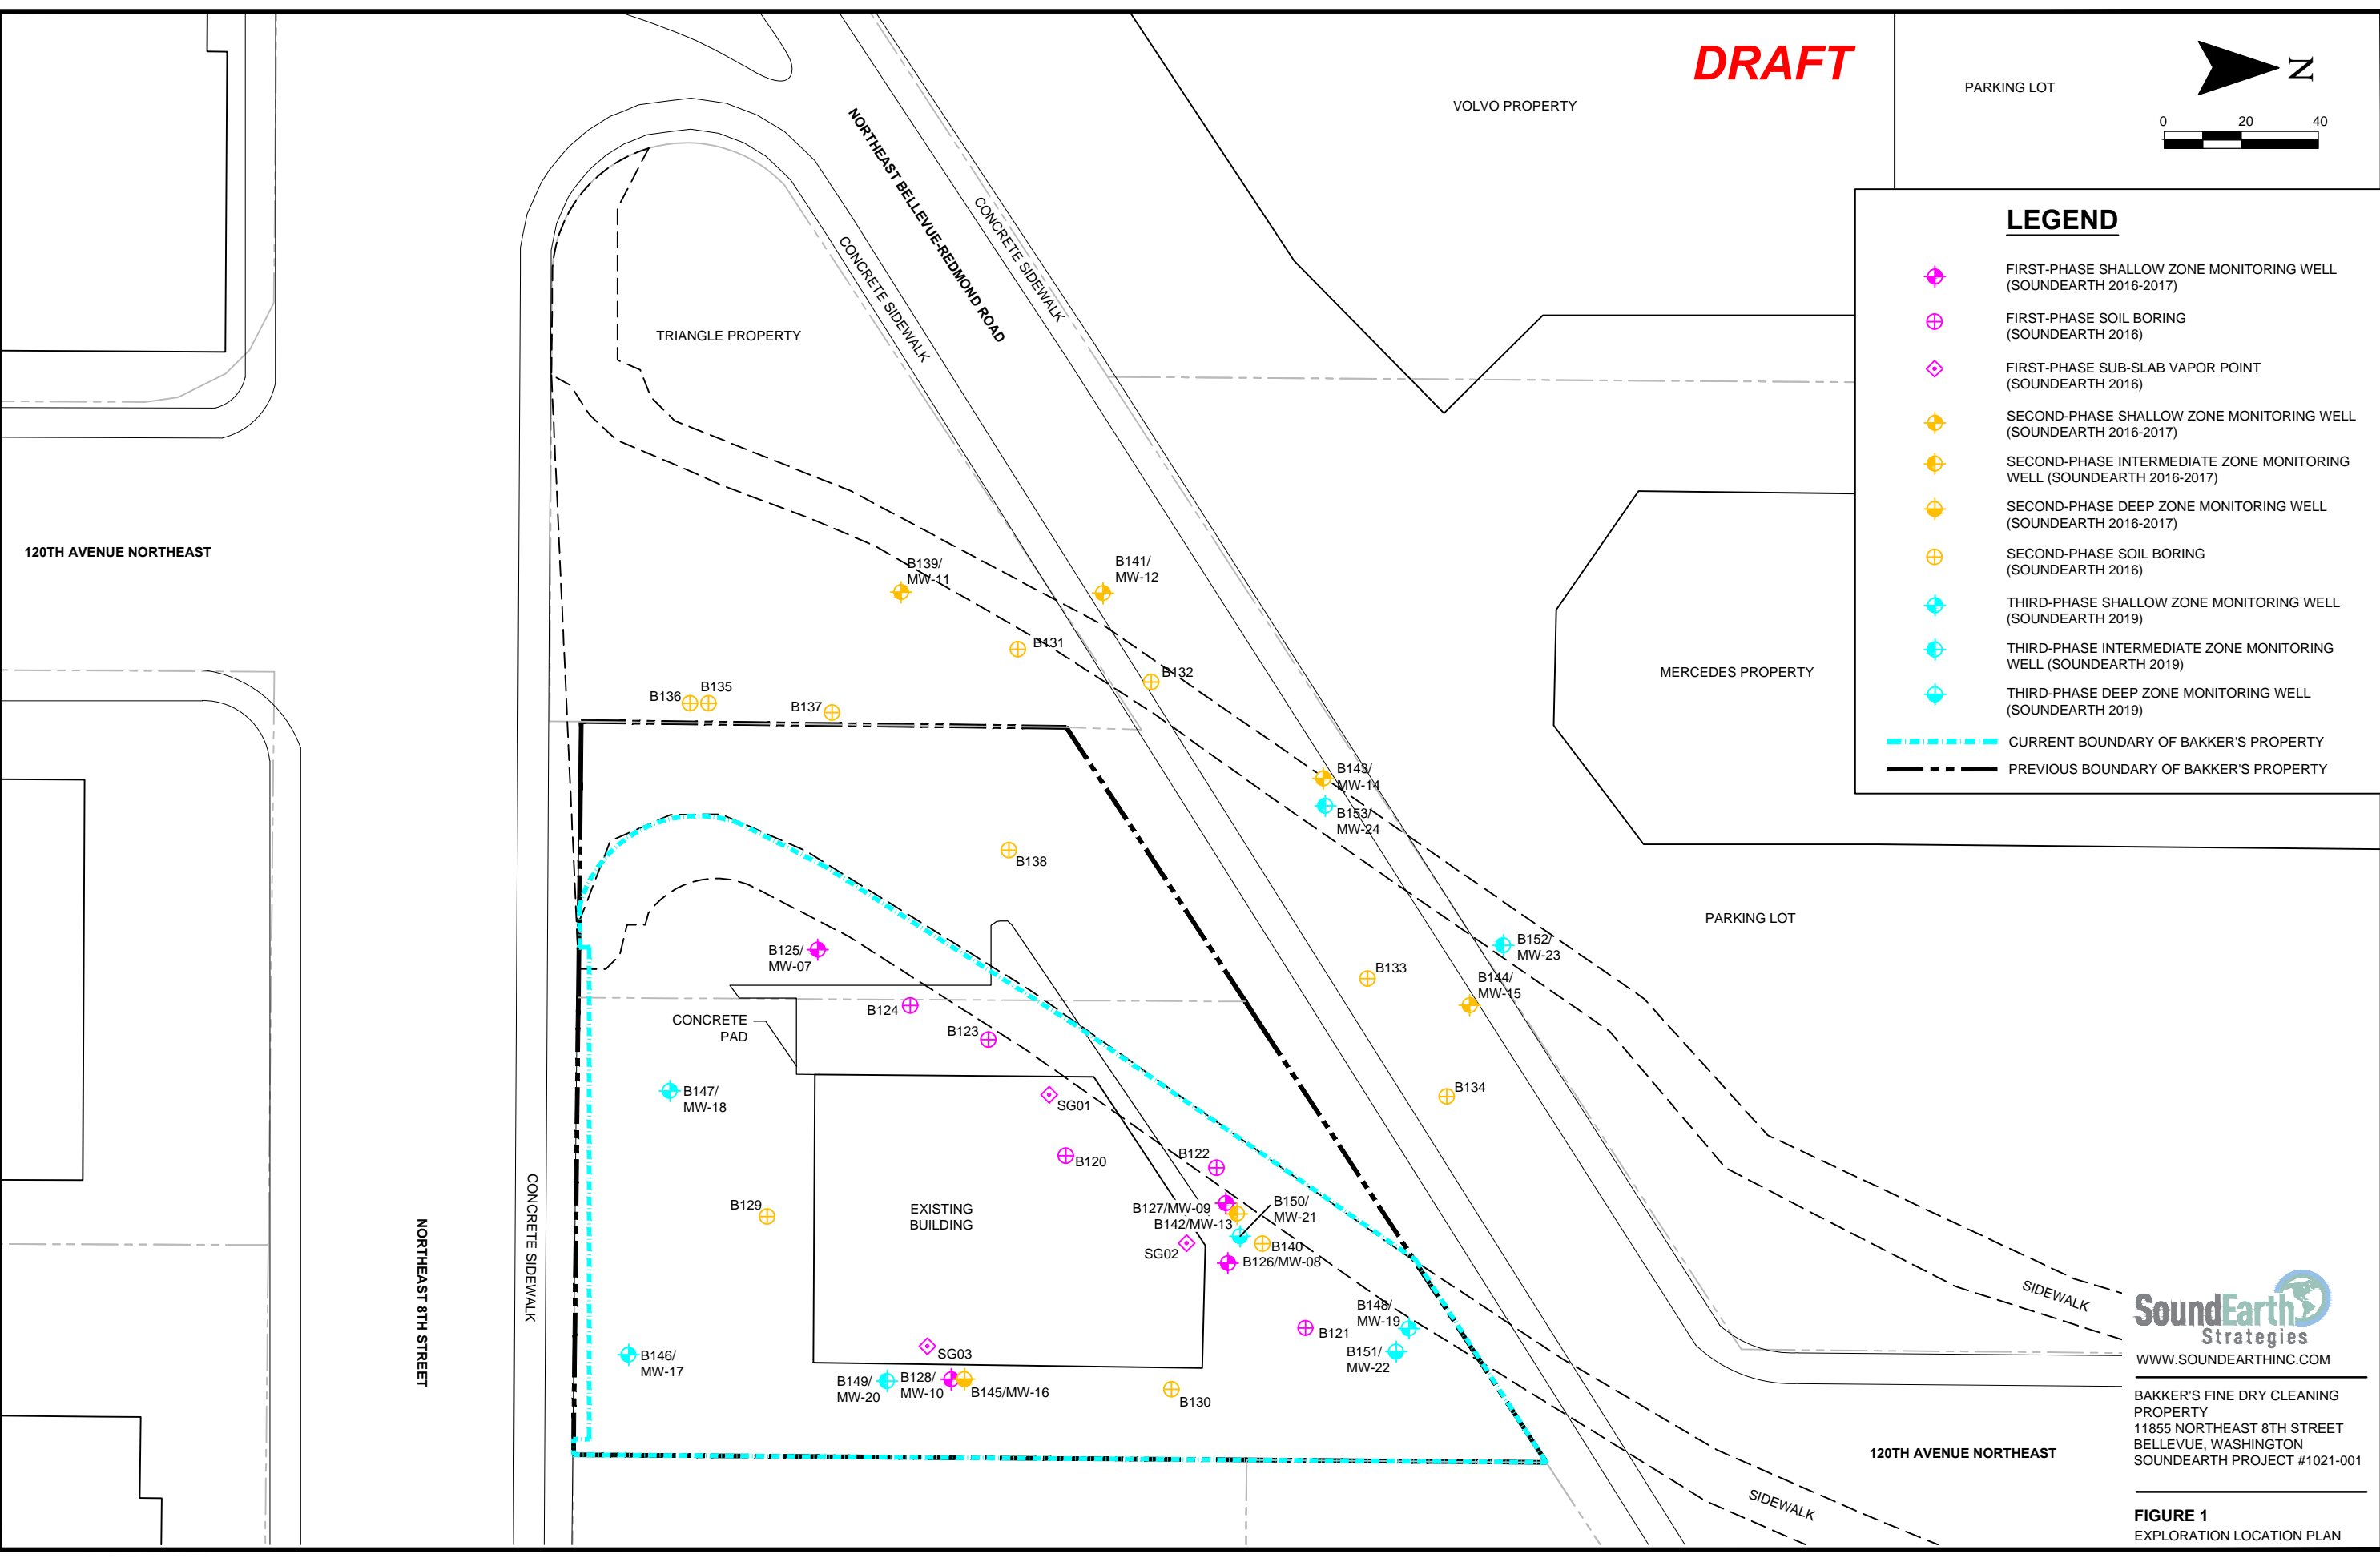 DRAFT
VOLVO PROPERTY
PARKING LOT
N
0 20 40
LEGEND
FIRST-PHASE SHALLOW ZONE MONITORING WELL
(SOUNDEARTH 2016-2017)
FIRST-PHASE SOIL BORING
(SOUNDEARTH 2016)
FIRST-PHASE SUB-SLAB VAPOR POINT
(SOUNDEARTH 2016)
SECOND-PHASE SHALLOW ZONE MONITORING WELL
(SOUNDEARTH 2016-2017)
SECOND-PHASE INTERMEDIATE ZONE MONITORING
WELL (SOUNDEARTH 2016-2017)
SECOND-PHASE DEEP ZONE MONITORING WELL
(SOUNDEARTH 2016-2017)
SECOND-PHASE SOIL BORING
(SOUNDEARTH 2016)
THIRD-PHASE SHALLOW ZONE MONITORING WELL
(SOUNDEARTH 2019)
THIRD-PHASE INTERMEDIATE ZONE MONITORING
WELL (SOUNDEARTH 2019)
THIRD-PHASE DEEP ZONE MONITORING WELL
(SOUNDEARTH 2019)
CURRENT BOUNDARY OF BAKKER'S PROPERTY
PREVIOUS BOUNDARY OF BAKKER'S PROPERTY
NORTHEAST BELLEVUE-REDMOND ROAD
CONCRETE SIDEWALK
CONCRETE SIDEWALK
TRIANGLE PROPERTY
120TH AVENUE NORTHEAST
B139/
MW-11
B141/
MW-12
B131
B132
B136
B135
B137
MERCEDES PROPERTY
B143/
MW-14
B153/
MW-24
B138
PARKING LOT
B125/
MW-07
B152/
MW-23
B133
B144/
MW-15
B124
B123
CONCRETE
PAD
B147/
MW-18
SG01
B134
B120
B122
B129
EXISTING
BUILDING
B127/MW-09
B142/MW-13
B150/
MW-21
SG02
B140
B126/MW-08
CONCRETE SIDEWALK
NORTHEAST 8TH STREET
B148/
MW-19
B121
B151/
MW-22
SG03
B146/
MW-17
B149/
MW-20
B128/
MW-10
B145/MW-16
B130
SIDEWALK
120TH AVENUE NORTHEAST
SIDEWALK
SoundEarth
Strategies
WWW.SOUNDEARTHINC.COM
BAKKER'S FINE DRY CLEANING
PROPERTY
11855 NORTHEAST 8TH STREET
BELLEVUE, WASHINGTON
SOUNDEARTH PROJECT #1021-001
FIGURE 1
EXPLORATION LOCATION PLAN